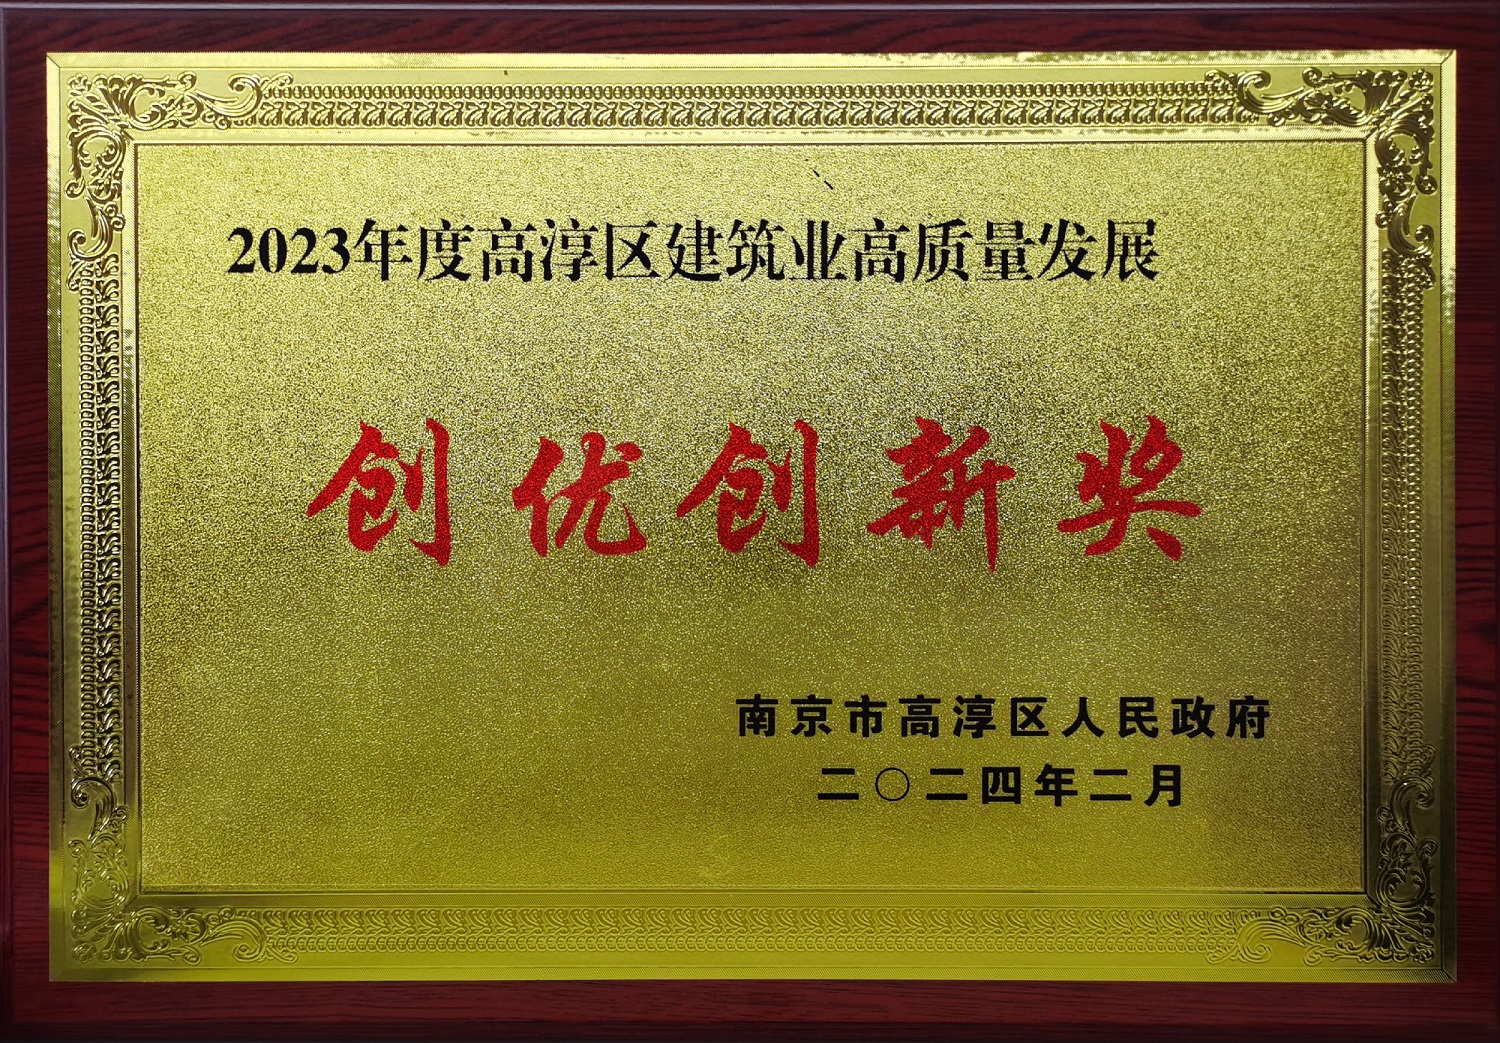 2023年度高淳区建筑业高质量发展
创优创新奖
南京市高淳区人民政府
二〇二四年二月